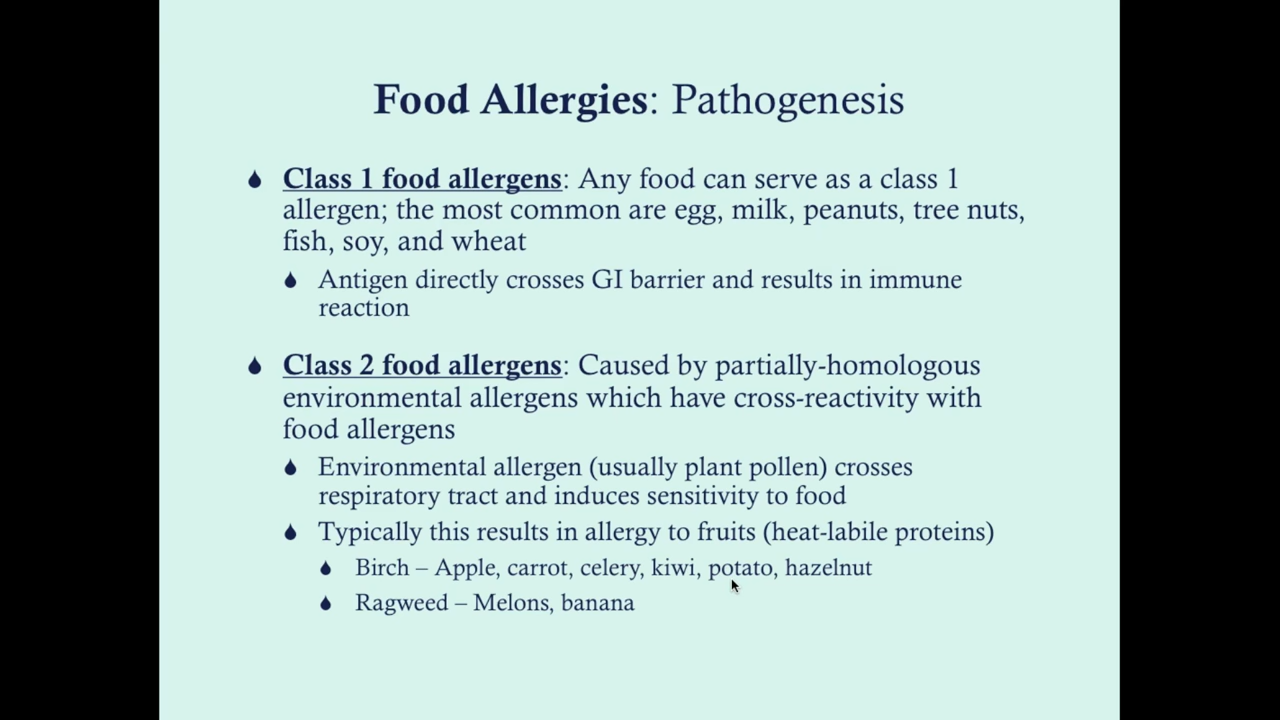 Food Allergies: Pathogenesis
Class 1 food allergens: Any food can serve as a class 1
allergen; the most common are egg, milk, peanuts, tree nuts,
fish, soy, and wheat
Antigen directly crosses GI barrier and results in immune
reaction
Class 2 food allergens: Caused by partially-homologous
environmental allergens which have cross-reactivity with
food allergens
Environmental allergen (usually plant pollen) crosses
respiratory tract and induces sensitivity to food
Typically this results in allergy to fruits (heat-labile proteins)
Birch – Apple, carrot, celery, kiwi, potato, hazelnut
Ragweed – Melons, banana